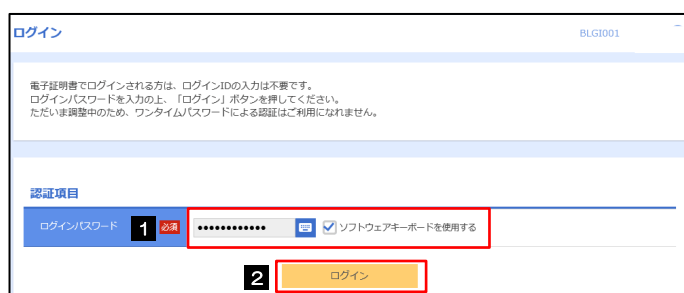 ログイン
BLGI001
電子証明書でログインされる方は、ログインIDの入力は不要です。
ログインパスワードを入力の上、「ログイン」ボタンを押してください。
ただいま調整中のため、ワンタイムパスワードによる認証はご利用になれません。
認証項目
ログインパスワード 1 必須 ●●●●●●●●●●●● ソフトウェアキーボードを使用する
2 ログイン